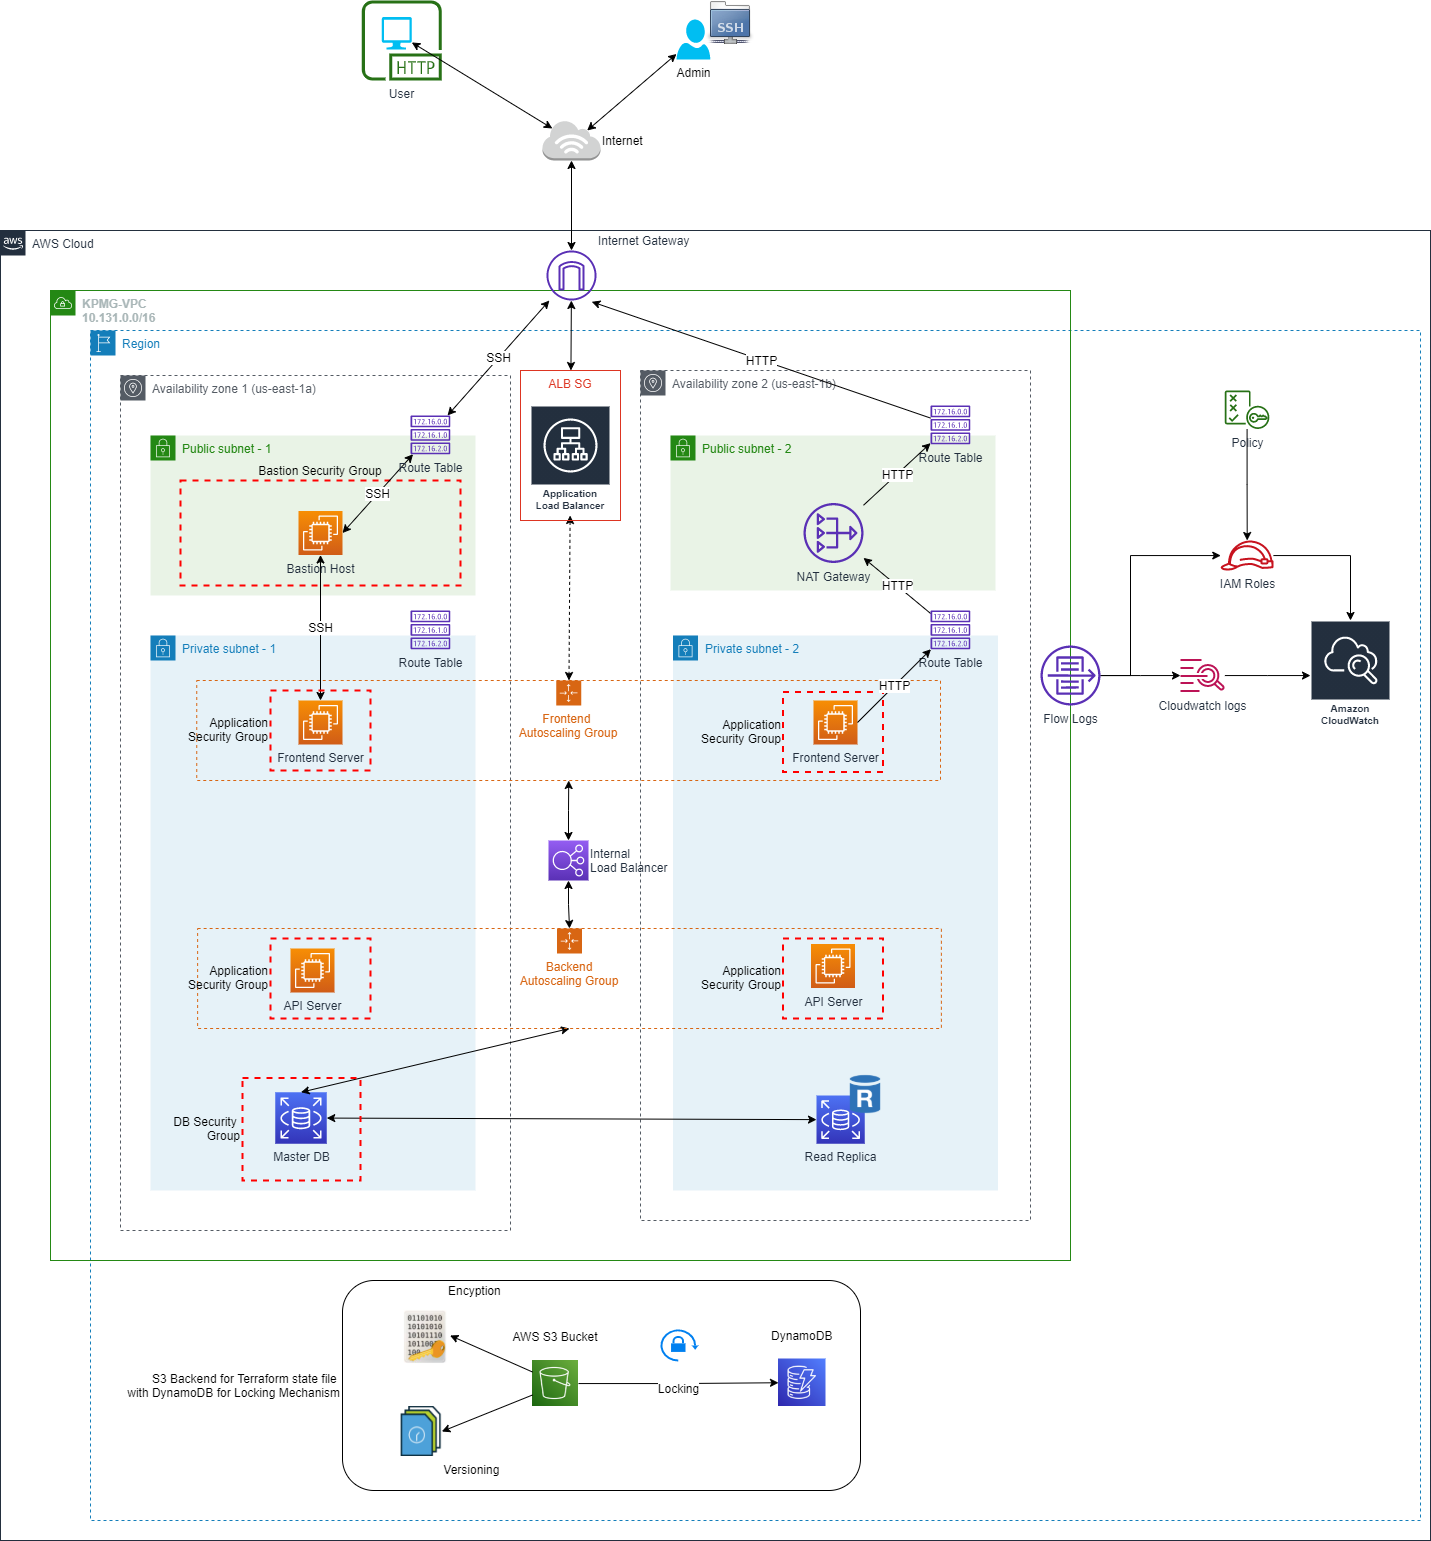 SSH
HTTP
User
Admin
Internet
aws
AWS Cloud
Internet Gateway
KPMG-VPC
10.131.0.0/16
Region
SSH
HTTP
Availability zone 1 (us-east-1a)
ALB SG
Availability zone 2 (us-east-1b)
172.16.0.0
172.16.1.0
172.16.2.0
Route Table
172.16.0.0
172.16.1.0
172.16.2.0
Route Table
Public subnet - 1
Public subnet - 2
Bastion Security Group
SSH
HTTP
Application
Load Balancer
Policy
Bastion Host
NAT Gateway
HTTP
IAM Roles
SSH
172.16.0.0
172.16.1.0
172.16.2.0
Route Table
172.16.0.0
172.16.1.0
172.16.2.0
Route Table
Private subnet - 1
Private subnet - 2
HTTP
Application
Security Group
Frontend Server
Frontend
Autoscaling Group
Application
Security Group
Frontend Server
Flow Logs
Cloudwatch logs
Amazon
CloudWatch
Internal
Load Balancer
Application
Security Group
API Server
Backend
Autoscaling Group
Application
Security Group
API Server
DB Security
Group
Master DB
R
Read Replica
Encyption
01101010
10101010
10101110
AWS S3 Bucket
DynamoDB
S3 Backend for Terraform state file
with DynamoDB for Locking Mechanism
Locking
Versioning